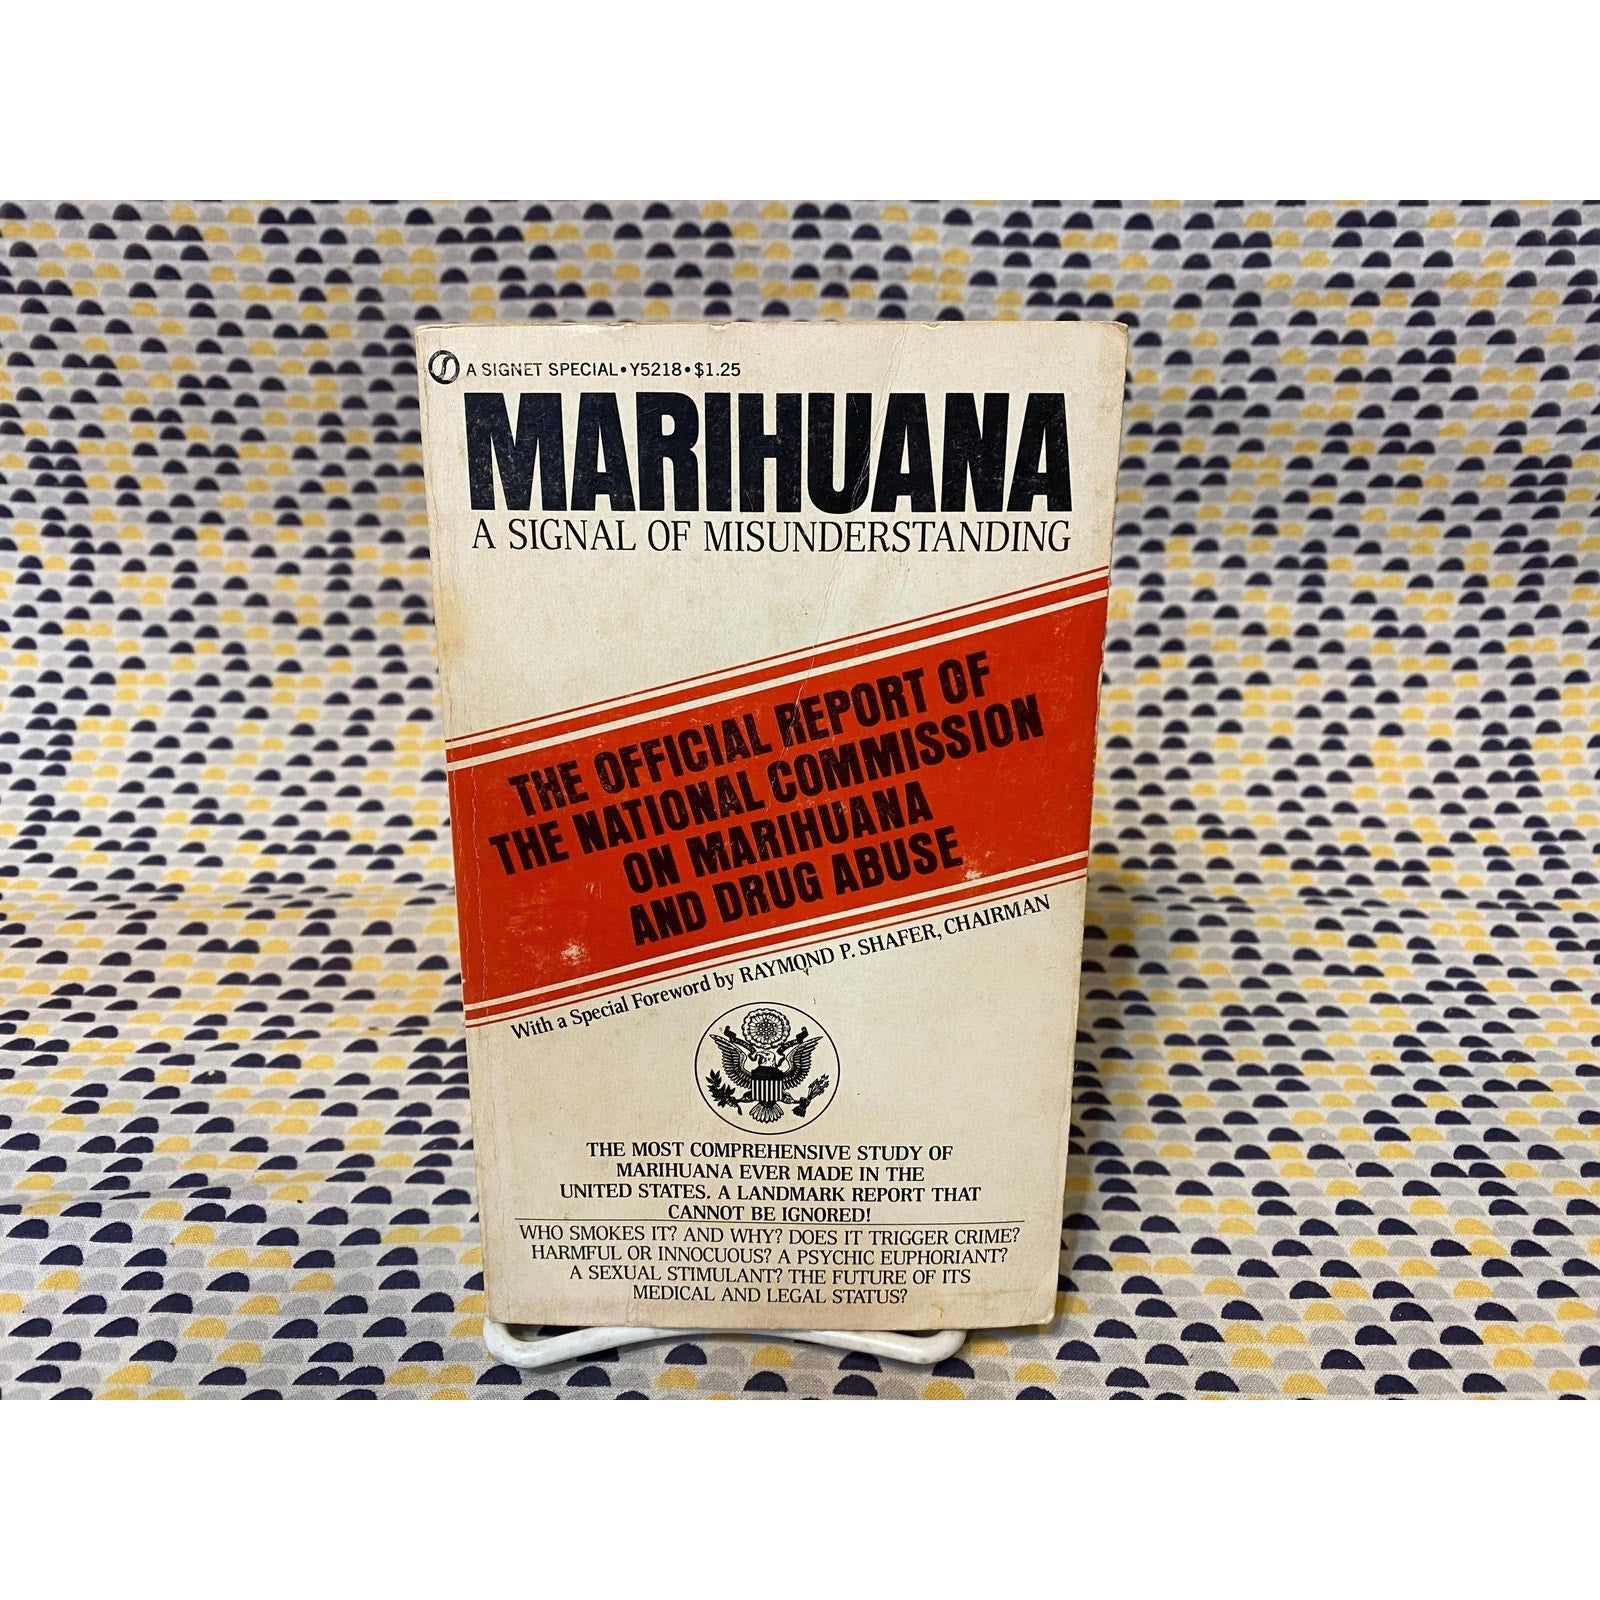 A SIGNET SPECIAL • Y5218 • $1.25
MARIHUANA
A SIGNAL OF MISUNDERSTANDING
THE OFFICIAL REPORT OF
THE NATIONAL COMMISSION
ON MARIHUANA
AND DRUG ABUSE
With a Special Foreword by RAYMOND P. SHAFER, CHAIRMAN
THE MOST COMPREHENSIVE STUDY OF
MARIHUANA EVER MADE IN THE
UNITED STATES. A LANDMARK REPORT THAT
CANNOT BE IGNORED!
WHO SMOKES IT? AND WHY? DOES IT TRIGGER CRIME?
HARMFUL OR INNOCUOUS? A PSYCHIC EUPHORIANT?
A SEXUAL STIMULANT? THE FUTURE OF ITS
MEDICAL AND LEGAL STATUS?